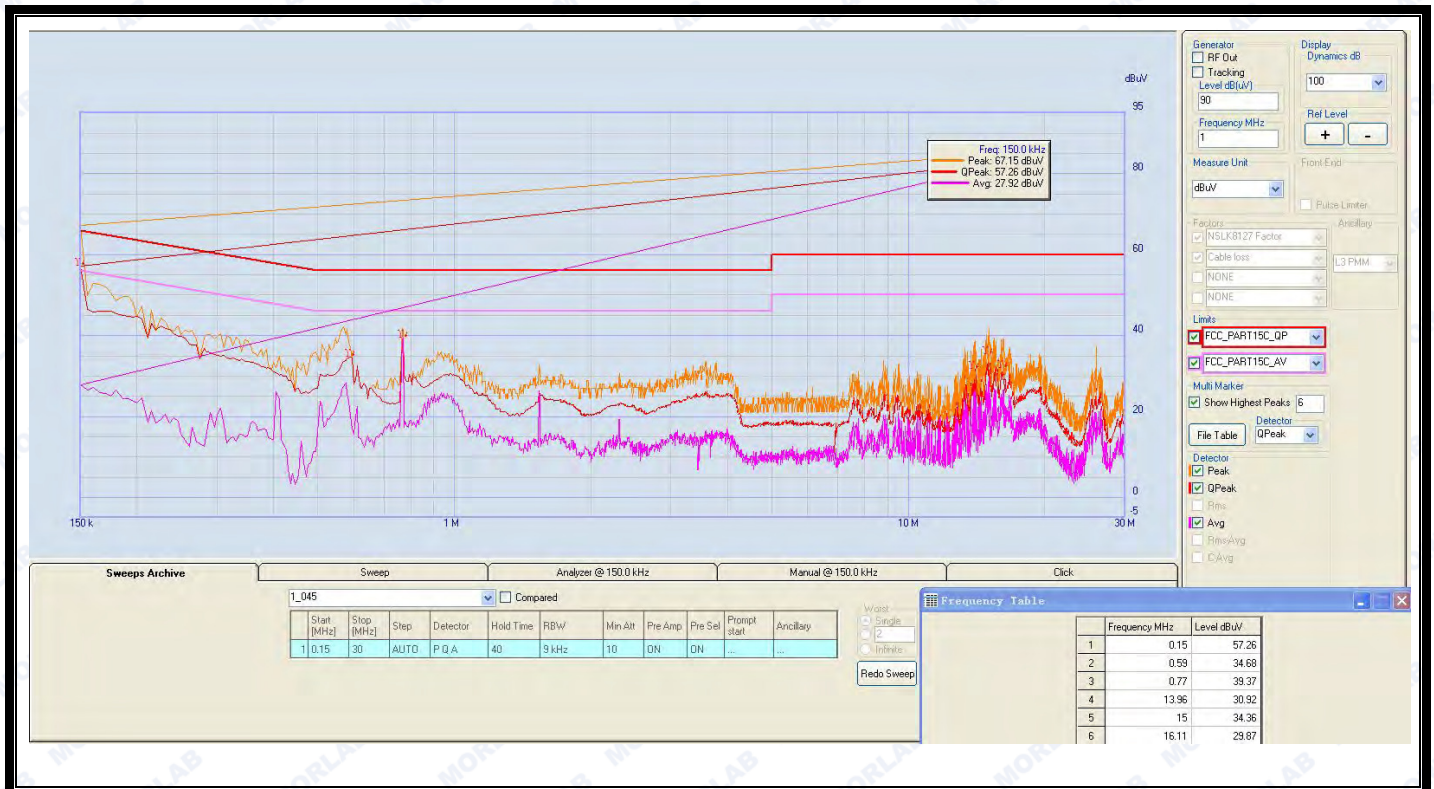 dBuV
95
80
60
40
20
0
-5
150 k
1 M
10 M
30 M
Freq: 150.0 kHz
Peak: 67.15 dBuV
QPeak: 57.26 dBuV
Avg: 27.92 dBuV
Generator
RF Out
Tracking
Level dB(uV)
90
Frequency MHz
1
Display
Dynamics dB
100
Ref Level
+ -
Measure Unit
dBuV
Front End
Pulse Limiter
Factors
NSLK8127 Factor
Cable loss
NONE
NONE
Ancillary
L3 PMM
Limits
FCC_PART15C_QP
FCC_PART15C_AV
Multi Marker
Show Highest Peaks 6
File Table
Detector
QPeak
Detector
Peak
QPeak
Rms
Avg
Rms-Avg
C-Avg
Sweeps Archive Sweep Analyzer @ 150.0 kHz Manual @ 150.0 kHz Click
1_045 Compared
Start [MHz] Stop [MHz] Step Detector Hold Time RBW Min Att Pre Amp Pre Sel Prompt start Ancillary
1 0.15 30 AUTO P Q A 40 9 kHz 10 ON ON ... ...
Worst
Single
2
Infinite
Redo Sweep
Frequency Table
Frequency MHz Level dBuV
1 0.15 57.26
2 0.59 34.68
3 0.77 39.37
4 13.96 30.92
5 15 34.36
6 16.11 29.87
MORLAB